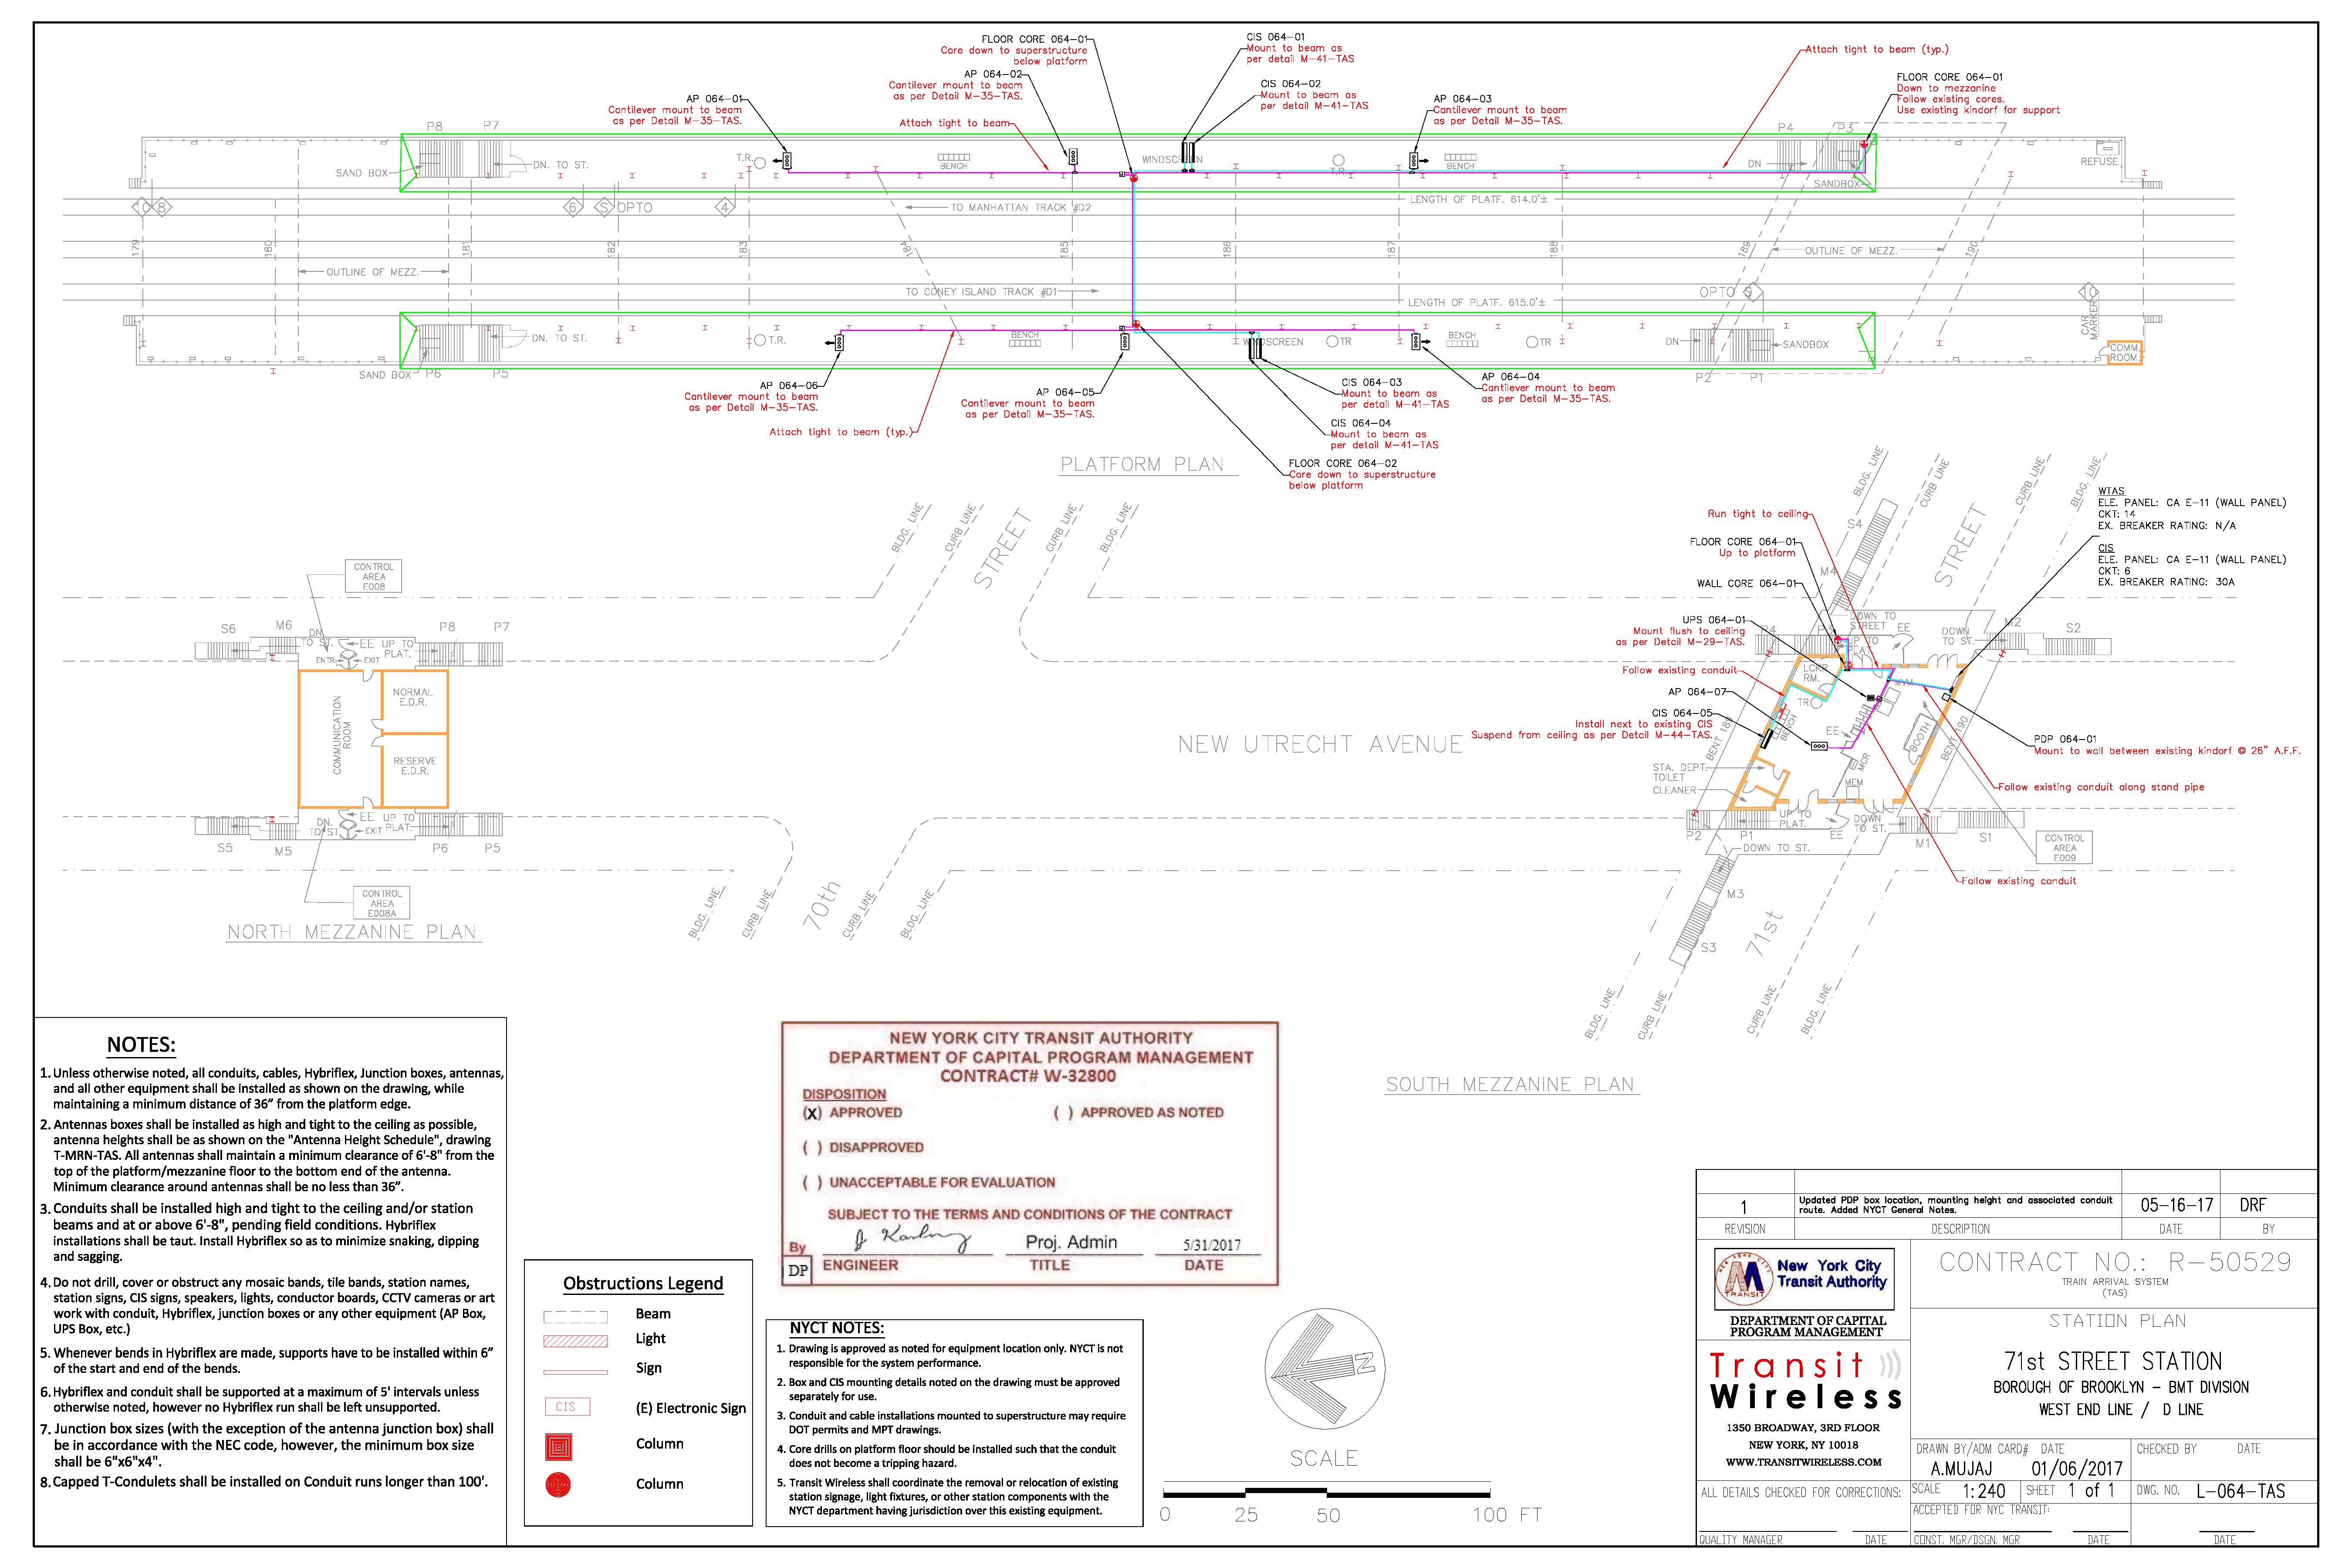 FLOOR CORE 064-01
Core down to superstructure
below platform
AP 064-02
Cantilever mount to beam
as per Detail M-35-TAS.
AP 064-01
Cantilever mount to beam
as per Detail M-35-TAS.
Attach tight to beam
CIS 064-01
Mount to beam as
per detail M-41-TAS
CIS 064-02
Mount to beam as
per detail M-41-TAS
AP 064-03
Cantilever mount to beam
as per Detail M-35-TAS.
Attach tight to beam (typ.)
FLOOR CORE 064-01
Down to mezzanine
Follow existing cores.
Use existing kindorf for support
P8
P7
SAND BOX
DN. TO ST.
T.R.
BENCH
WINDSCREEN
T.R.
BENCH
P4
P3
DN
SANDBOX
REFUSE
10
8
6
S
OPTO
4
TO MANHATTAN TRACK #D2
LENGTH OF PLATF. 614.0'±
179
180
181
182
183
184
185
186
187
188
189
190
OUTLINE OF MEZZ.
OUTLINE OF MEZZ.
TO CONEY ISLAND TRACK #D1
LENGTH OF PLATF. 615.0'±
OPTO
S
10
CAR
MARKER
DN. TO ST.
T.R.
BENCH
WINDSCREEN
TR
BENCH
TR
DN
SANDBOX
COMM.
ROOM.
SAND BOX
P6
P5
P2
P1
AP 064-06
Cantilever mount to beam
as per Detail M-35-TAS.
AP 064-05
Cantilever mount to beam
as per Detail M-35-TAS.
Attach tight to beam (typ.)
CIS 064-03
Mount to beam as
per detail M-41-TAS
AP 064-04
Cantilever mount to beam
as per Detail M-35-TAS.
CIS 064-04
Mount to beam as
per detail M-41-TAS
FLOOR CORE 064-02
Core down to superstructure
below platform
PLATFORM PLAN
BLDG. LINE
CURB LINE
STREET
CURB LINE
BLDG. LINE
BLDG. LINE
CURB LINE
STREET
CURB LINE
BLDG. LINE
WTAS
ELE. PANEL: CA E-11 (WALL PANEL)
CKT: 14
EX. BREAKER RATING: N/A
CIS
ELE. PANEL: CA E-11 (WALL PANEL)
CKT: 6
EX. BREAKER RATING: 30A
Run tight to ceiling
FLOOR CORE 064-01
Up to platform
WALL CORE 064-01
UPS 064-01
Mount flush to ceiling
as per Detail M-29-TAS.
Follow existing conduit
AP 064-07
CIS 064-05
Install next to existing CIS
Suspend from ceiling as per Detail M-44-TAS.
CONTROL
AREA
E008
S6
M6
DN.
TO ST.
EE
UP TO
PLAT.
ENTR.
EXIT
P8
P7
COMMUNICATION
ROOM
NORMAL
E.D.R.
RESERVE
E.D.R.
DN.
TO ST.
EE
UP TO
PLAT.
EXIT
S5
M5
P6
P5
CONTROL
AREA
E008A
NORTH MEZZANINE PLAN
NEW UTRECHT AVENUE
S4
M4
DOWN TO
STREET
EE
DOWN
TO ST.
M2
S2
P4
P3
UP TO
LCKR
RM.
MVM
TR
BENCH
EE
BOOTH
BENT 189
BENT 190
MCR
MEM
STA. DEPT.
TOILET
CLEANER
P2
P1
UP TO
PLAT.
EE
DOWN
TO ST.
M1
S1
DOWN TO ST.
M3
S3
CONTROL
AREA
E009
PDP 064-01
Mount to wall between existing kindorf @ 26" A.F.F.
Follow existing conduit along stand pipe
Follow existing conduit
BLDG. LINE
CURB LINE
70th
CURB LINE
BLDG. LINE
71st
BLDG. LINE
CURB LINE
CURB LINE
BLDG. LINE
SOUTH MEZZANINE PLAN
NOTES:
1. Unless otherwise noted, all conduits, cables, Hybriflex, Junction boxes, antennas,
and all other equipment shall be installed as shown on the drawing, while
maintaining a minimum distance of 36” from the platform edge.
2. Antennas boxes shall be installed as high and tight to the ceiling as possible,
antenna heights shall be as shown on the "Antenna Height Schedule", drawing
T-MRN-TAS. All antennas shall maintain a minimum clearance of 6'-8" from the
top of the platform/mezzanine floor to the bottom end of the antenna.
Minimum clearance around antennas shall be no less than 36”.
3. Conduits shall be installed high and tight to the ceiling and/or station
beams and at or above 6'-8", pending field conditions. Hybriflex
installations shall be taut. Install Hybriflex so as to minimize snaking, dipping
and sagging.
4. Do not drill, cover or obstruct any mosaic bands, tile bands, station names,
station signs, CIS signs, speakers, lights, conductor boards, CCTV cameras or art
work with conduit, Hybriflex, junction boxes or any other equipment (AP Box,
UPS Box, etc.)
5. Whenever bends in Hybriflex are made, supports have to be installed within 6”
of the start and end of the bends.
6. Hybriflex and conduit shall be supported at a maximum of 5' intervals unless
otherwise noted, however no Hybriflex run shall be left unsupported.
7. Junction box sizes (with the exception of the antenna junction box) shall
be in accordance with the NEC code, however, the minimum box size
shall be 6"x6"x4".
8. Capped T-Condulets shall be installed on Conduit runs longer than 100'.
Obstructions Legend
Beam
Light
Sign
CIS
(E) Electronic Sign
Column
Column
NEW YORK CITY TRANSIT AUTHORITY
DEPARTMENT OF CAPITAL PROGRAM MANAGEMENT
CONTRACT# W-32800
DISPOSITION
(X) APPROVED
( ) APPROVED AS NOTED
( ) DISAPPROVED
( ) UNACCEPTABLE FOR EVALUATION
SUBJECT TO THE TERMS AND CONDITIONS OF THE CONTRACT
By
Proj. Admin
5/31/2017
DP
ENGINEER
TITLE
DATE
NYCT NOTES:
1. Drawing is approved as noted for equipment location only. NYCT is not
responsible for the system performance.
2. Box and CIS mounting details noted on the drawing must be approved
separately for use.
3. Conduit and cable installations mounted to superstructure may require
DOT permits and MPT drawings.
4. Core drills on platform floor should be installed such that the conduit
does not become a tripping hazard.
5. Transit Wireless shall coordinate the removal or relocation of existing
station signage, light fixtures, or other station components with the
NYCT department having jurisdiction over this existing equipment.
N
SCALE
0
25
50
100 FT
1
Updated PDP box location, mounting height and associated conduit
route. Added NYCT General Notes.
05-16-17
DRF
REVISION
DESCRIPTION
DATE
BY
TRANSIT
New York City
Transit Authority
DEPARTMENT OF CAPITAL
PROGRAM MANAGEMENT
Transit
Wireless
1350 BROADWAY, 3RD FLOOR
NEW YORK, NY 10018
WWW.TRANSITWIRELESS.COM
ALL DETAILS CHECKED FOR CORRECTIONS:
QUALITY MANAGER
DATE
CONTRACT NO.: R-50529
TRAIN ARRIVAL SYSTEM
(TAS)
STATION PLAN
71st STREET STATION
BOROUGH OF BROOKLYN - BMT DIVISION
WEST END LINE / D LINE
DRAWN BY/ADM CARD# DATE
A.MUJAJ 01/06/2017
CHECKED BY DATE
SCALE 1:240
SHEET 1 of 1
DWG. NO. L-064-TAS
ACCEPTED FOR NYC TRANSIT:
CONST. MGR/DSGN. MGR
DATE
DATE